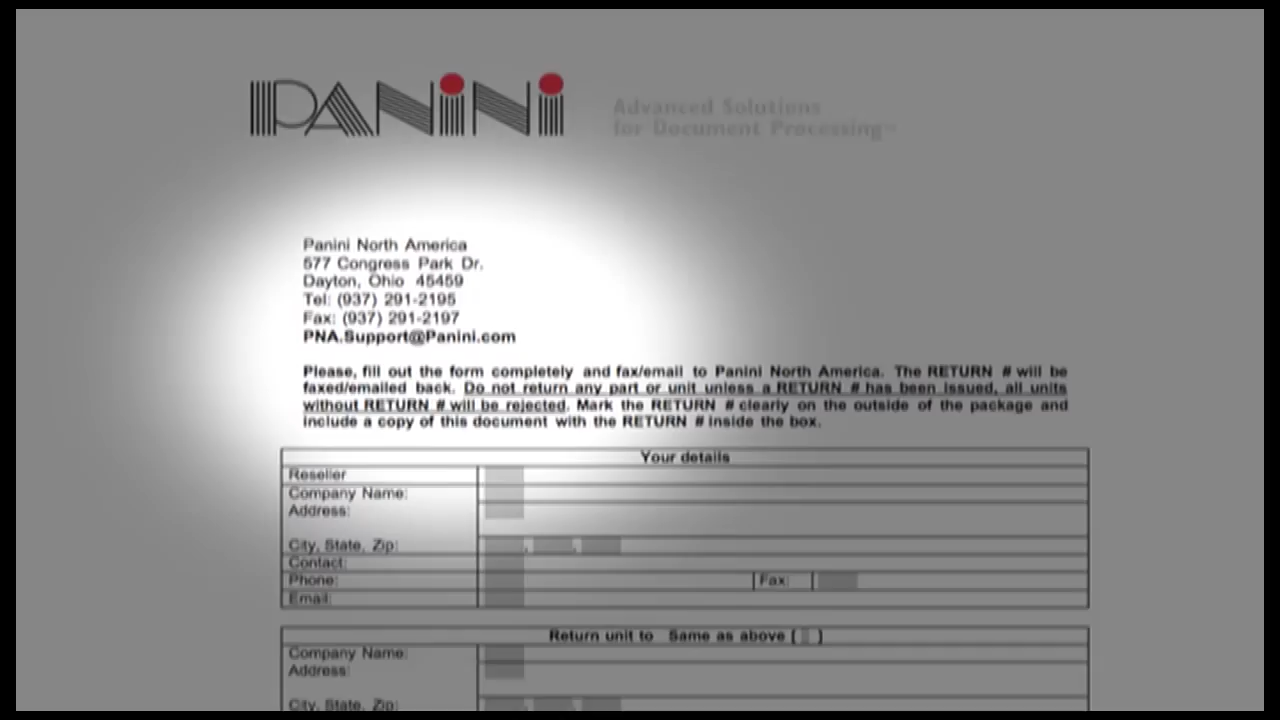 PANiNi
Advanced Solutions
for Document Processing™
Panini North America
577 Congress Park Dr.
Dayton, Ohio 45459
Tel: (937) 291-2195
Fax: (937) 291-2197
PNA.Support@Panini.com
Please, fill out the form completely and fax/email to Panini North America. The RETURN # will be
faxed/emailed back. Do not return any part or unit unless a RETURN # has been issued, all units
without RETURN # will be rejected. Mark the RETURN # clearly on the outside of the package and
include a copy of this document with the RETURN # inside the box.
Your details
Reseller
Company Name:
Address:
City, State, Zip: , ,
Contact:
Phone: Fax:
Email:
Return unit to Same as above ( )
Company Name:
Address:
City, State, Zip: , ,